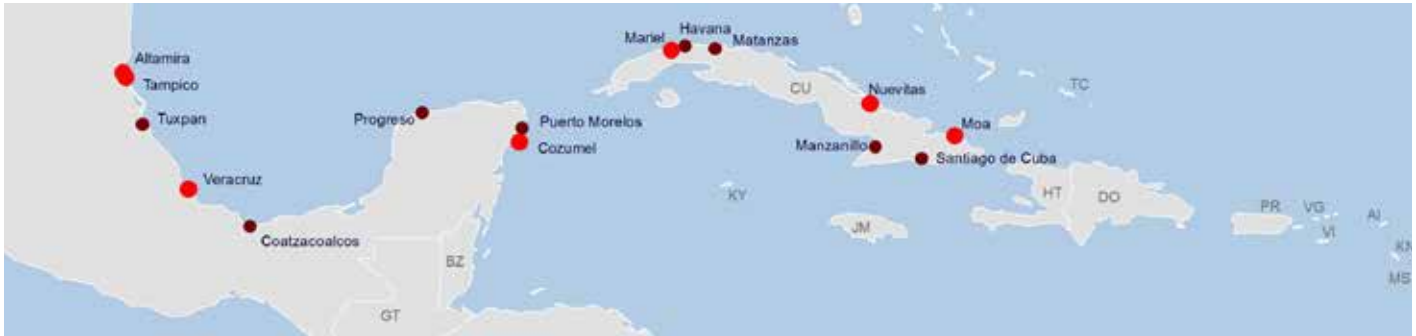 Havana
Mariel
Matanzas
Altamira
Tampico
TC
CU
Nuevitas
Progreso
Tuxpan
Puerto Morelos
Moa
Cozumel
Manzanillo
Santiago de Cuba
Veracruz
KY
HT
DO
PR
VG
AI
JM
VI
Coatzacoalcos
KN
BZ
MS
GT